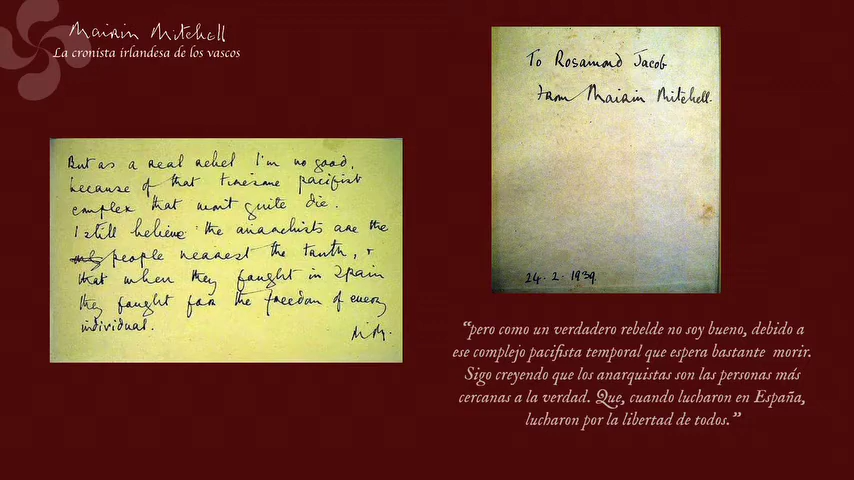 Mairin Mitchell
La cronista irlandesa de los vascos
But as a real rebel I'm no good,
because of that tiresome pacifist
complex that won't quite die.
I still believe the anarchists are the
people nearest the truth, &
that when they fought in Spain
they fought for the freedom of every
individual.
M.M.
To Rosamond Jacob
from Mairin Mitchell.
24.2.1939.
“pero como un verdadero rebelde no soy bueno, debido a
ese complejo pacifista temporal que espera bastante morir.
Sigo creyendo que los anarquistas son las personas más
cercanas a la verdad. Que, cuando lucharon en España,
lucharon por la libertad de todos.”